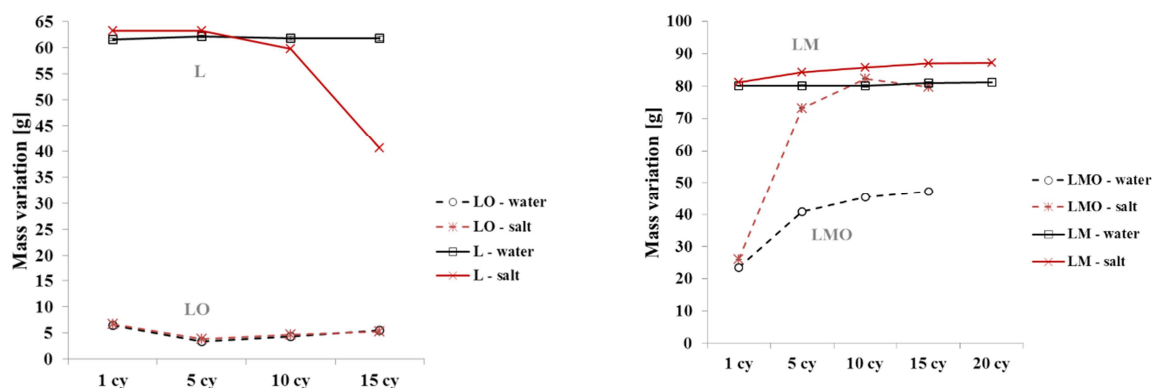 Mass variation [g]
65
60
55
50
45
40
35
30
25
20
15
10
5
0
L
LO
1 cy 5 cy 10 cy 15 cy
LO - water
LO - salt
L - water
L - salt
Mass variation [g]
100
90
80
70
60
50
40
30
20
10
0
LM
LMO
1 cy 5 cy 10 cy 15 cy 20 cy
LMO - water
LMO - salt
LM - water
LM - salt